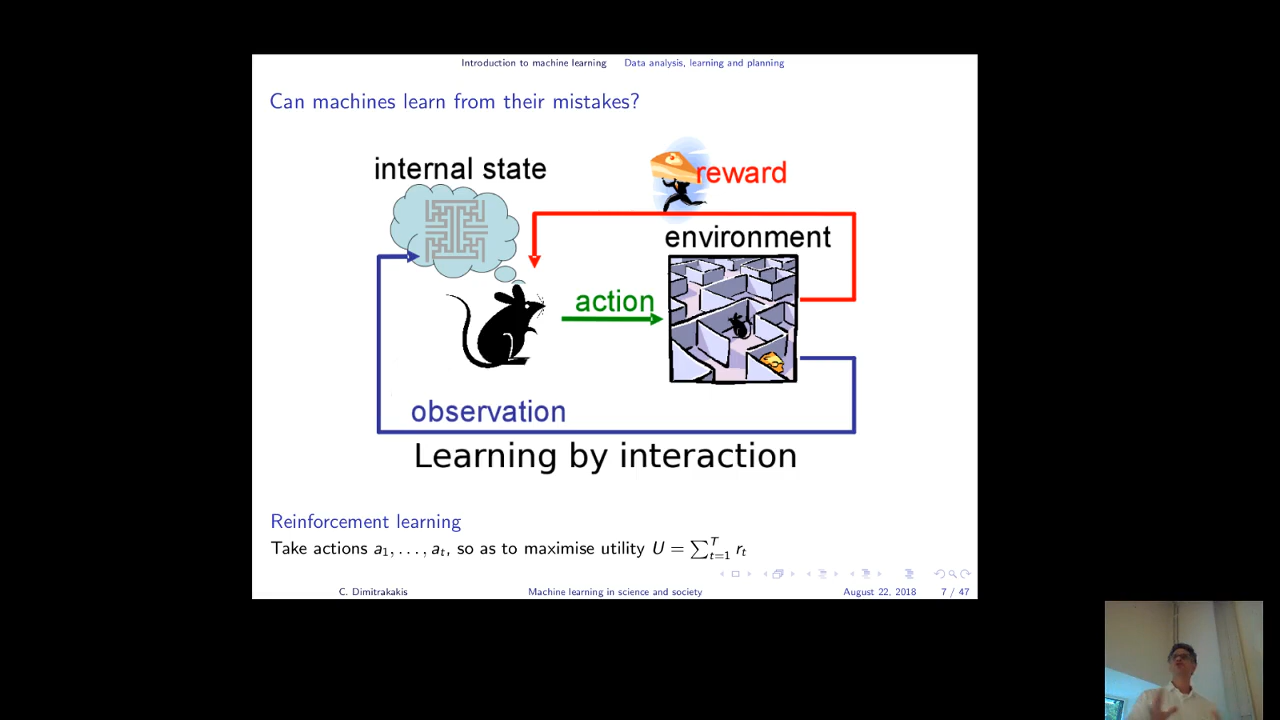 Introduction to machine learning Data analysis, learning and planning
Can machines learn from their mistakes?
internal state
reward
environment
action
observation
Learning by interaction
Reinforcement learning
Take actions a₁, . . . , aₜ, so as to maximise utility U = ∑ᵀₜ₌₁ rₜ
C. Dimitrakakis Machine learning in science and society August 22, 2018 7 / 47